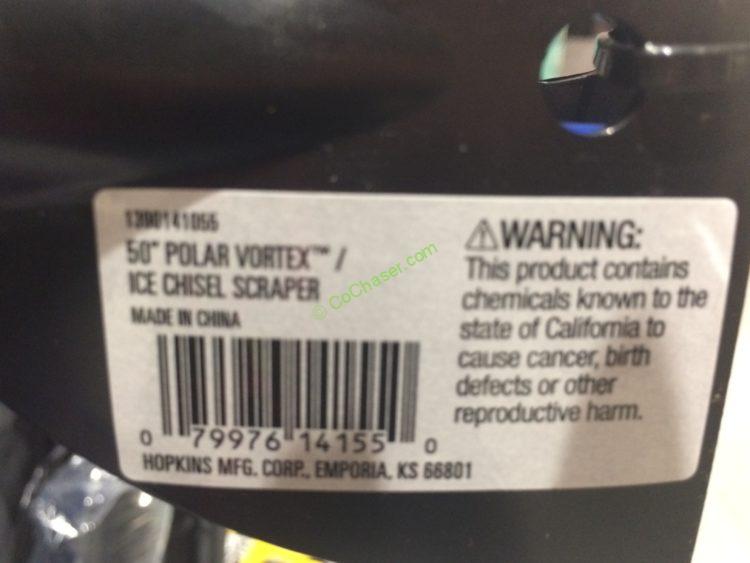 1390141055
50" POLAR VORTEX™ /
ICE CHISEL SCRAPER
MADE IN CHINA
0 79976 14155 0
HOPKINS MFG. CORP., EMPORIA, KS 66801
⚠WARNING:
This product contains
chemicals known to the
state of California to
cause cancer, birth
defects or other
reproductive harm.
© CoChaser.com